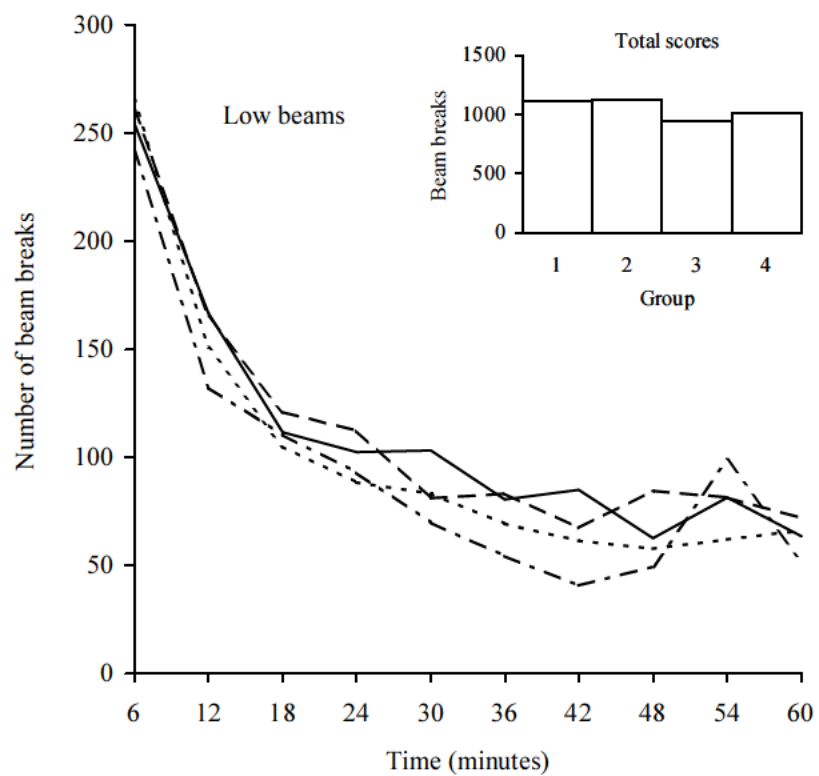 Number of beam breaks
300
250
200
150
100
50
0
Low beams
Total scores
Beam breaks
1500
1000
500
0
1 2 3 4
Group
6 12 18 24 30 36 42 48 54 60
Time (minutes)